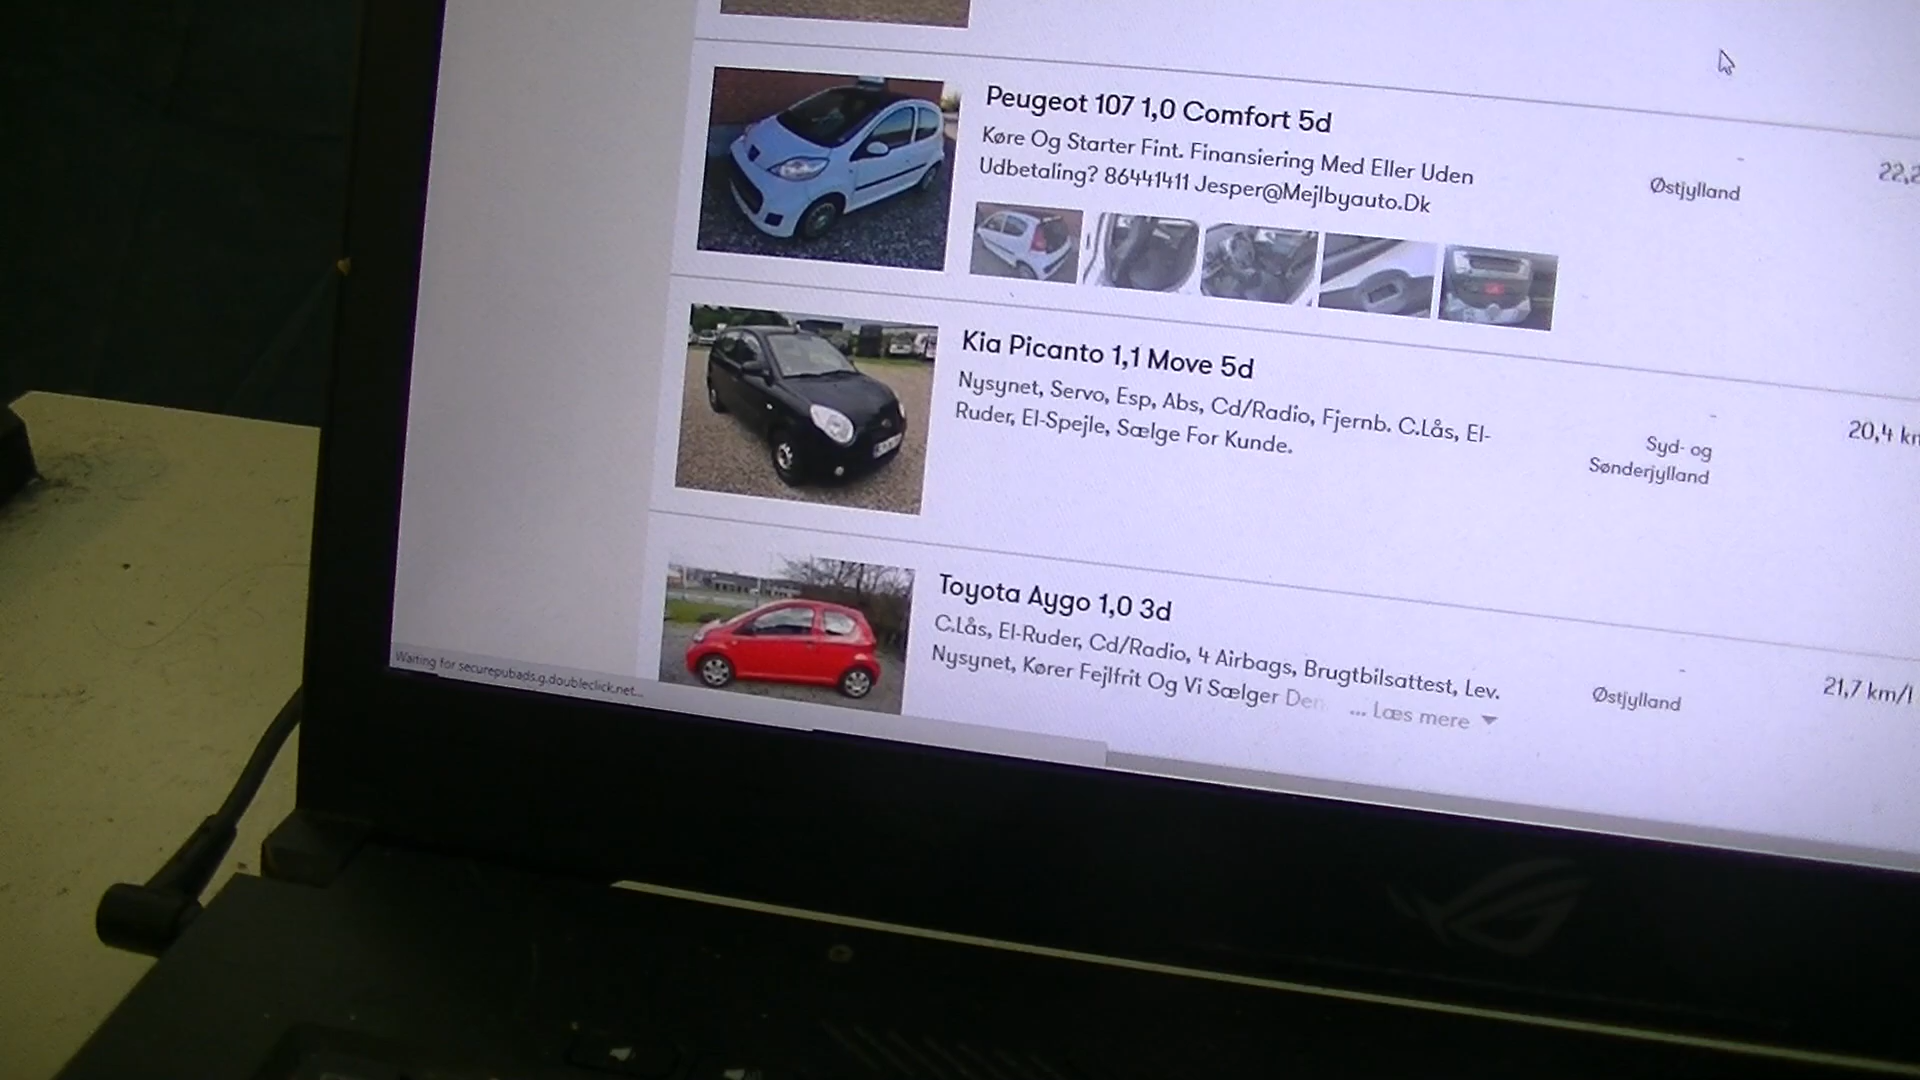 Peugeot 107 1,0 Comfort 5d
Køre Og Starter Fint. Finansiering Med Eller Uden
Udbetaling? 86441411 Jesper@Mejlbyauto.Dk
-
Østjylland
22,2
Kia Picanto 1,1 Move 5d
Nysynet, Servo, Esp, Abs, Cd/Radio, Fjernb. C.Lås, El-
Ruder, El-Spejle, Sælge For Kunde.
-
Syd- og
Sønderjylland
20,4 km
Toyota Aygo 1,0 3d
C.Lås, El-Ruder, Cd/Radio, 4 Airbags, Brugtbilsattest, Lev.
Nysynet, Kører Fejlfrit Og Vi Sælger Den ... Læs mere
-
Østjylland
21,7 km/l
Waiting for securepubads.g.doubleclick.net...